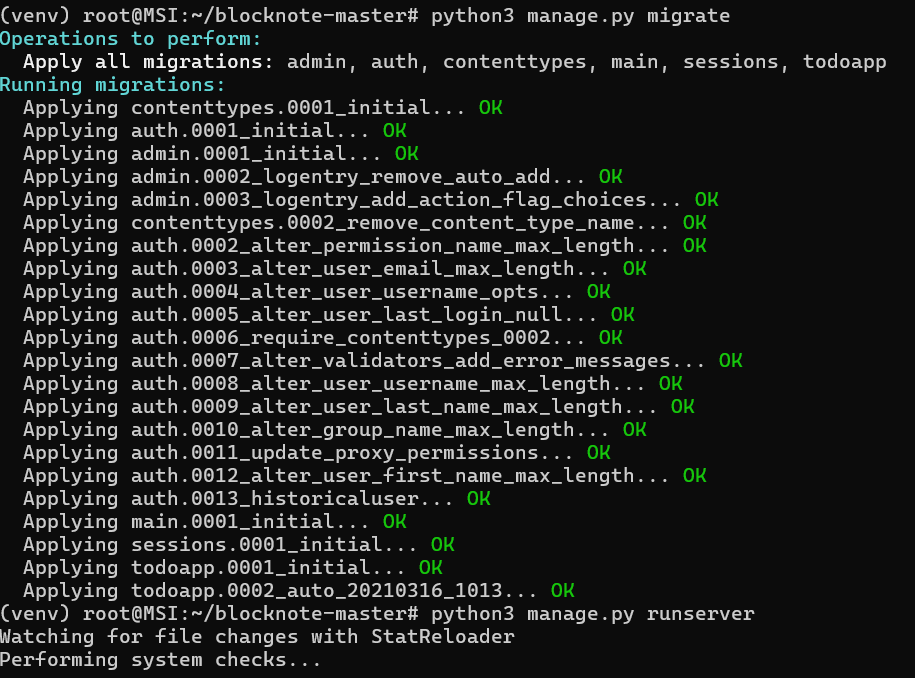 (venv) root@MSI:~/blocknote-master# python3 manage.py migrate
Operations to perform:
  Apply all migrations: admin, auth, contenttypes, main, sessions, todoapp
Running migrations:
  Applying contenttypes.0001_initial... OK
  Applying auth.0001_initial... OK
  Applying admin.0001_initial... OK
  Applying admin.0002_logentry_remove_auto_add... OK
  Applying admin.0003_logentry_add_action_flag_choices... OK
  Applying contenttypes.0002_remove_content_type_name... OK
  Applying auth.0002_alter_permission_name_max_length... OK
  Applying auth.0003_alter_user_email_max_length... OK
  Applying auth.0004_alter_user_username_opts... OK
  Applying auth.0005_alter_user_last_login_null... OK
  Applying auth.0006_require_contenttypes_0002... OK
  Applying auth.0007_alter_validators_add_error_messages... OK
  Applying auth.0008_alter_user_username_max_length... OK
  Applying auth.0009_alter_user_last_name_max_length... OK
  Applying auth.0010_alter_group_name_max_length... OK
  Applying auth.0011_update_proxy_permissions... OK
  Applying auth.0012_alter_user_first_name_max_length... OK
  Applying auth.0013_historicaluser... OK
  Applying main.0001_initial... OK
  Applying sessions.0001_initial... OK
  Applying todoapp.0001_initial... OK
  Applying todoapp.0002_auto_20210316_1013... OK
(venv) root@MSI:~/blocknote-master# python3 manage.py runserver
Watching for file changes with StatReloader
Performing system checks...